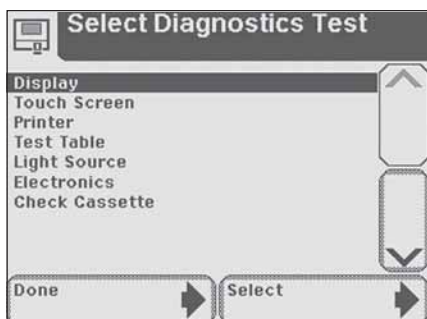 Select Diagnostics Test
Display
Touch Screen
Printer
Test Table
Light Source
Electronics
Check Cassette
Done
Select